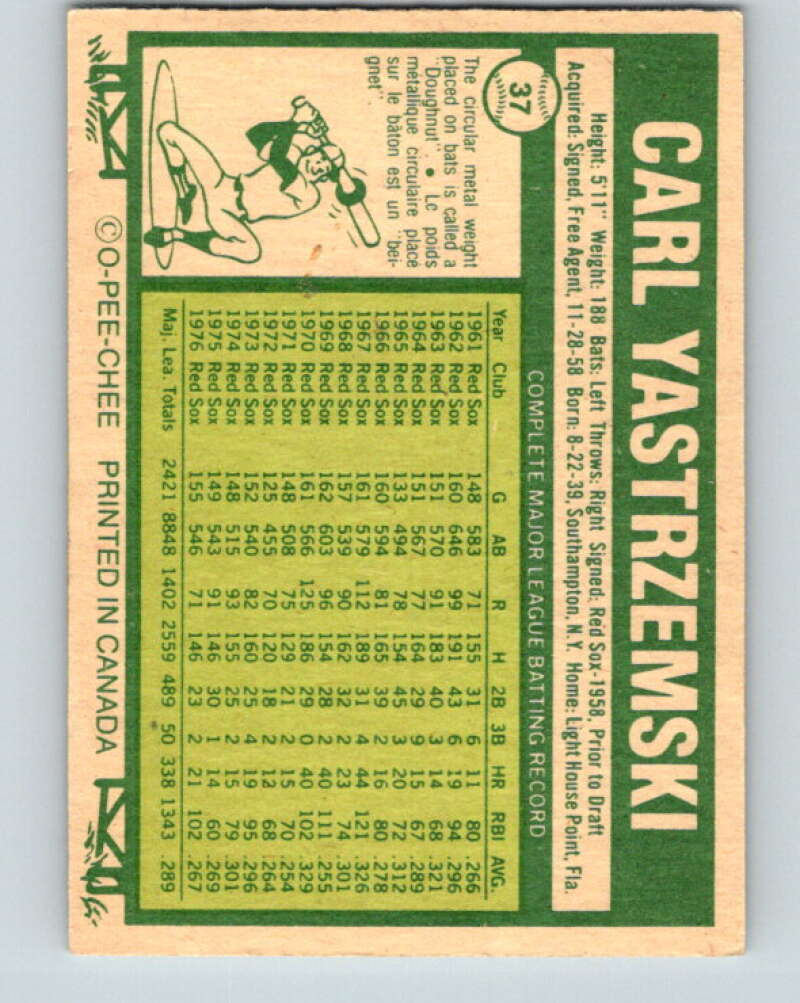 CARL YASTRZEMSKI
Height: 5'11" Weight: 188 Bats: Left Throws: Right Signed: Red Sox-1958, Prior to Draft
Acquired: Signed, Free Agent, 11-28-58 Born: 8-22-39, Southampton, N.Y. Home: Light House Point, Fla.
37
COMPLETE MAJOR LEAGUE BATTING RECORD
The circular metal weight
placed on bats is called a
"Doughnut". • Le poids
métallique circulaire placé
sur le bâton est un "bei-
gnet".
Year Club G AB R H 2B 3B HR RBI AVG.
1961 Red Sox 148 583 71 155 31 6 11 80 .266
1962 Red Sox 160 646 99 191 43 6 19 94 .296
1963 Red Sox 151 570 91 183 40 3 14 68 .321
1964 Red Sox 151 567 77 164 29 9 15 67 .289
1965 Red Sox 133 494 78 154 45 3 20 72 .312
1966 Red Sox 160 594 81 165 39 2 16 80 .278
1967 Red Sox 161 579 112 189 31 4 44 121 .326
1968 Red Sox 157 539 90 162 32 2 23 74 .301
1969 Red Sox 162 603 96 154 28 2 40 111 .255
1970 Red Sox 161 566 125 186 29 0 40 102 .329
1971 Red Sox 148 508 75 129 21 2 15 70 .254
1972 Red Sox 125 455 70 120 18 2 12 68 .264
1973 Red Sox 152 540 82 160 25 4 19 95 .296
1974 Red Sox 148 515 93 155 25 2 15 79 .301
1975 Red Sox 149 543 91 146 30 1 14 60 .269
1976 Red Sox 155 546 71 146 23 2 21 102 .267
Maj. Lea. Totals 2421 8848 1402 2559 489 50 338 1343 .289
©O-PEE-CHEE PRINTED IN CANADA